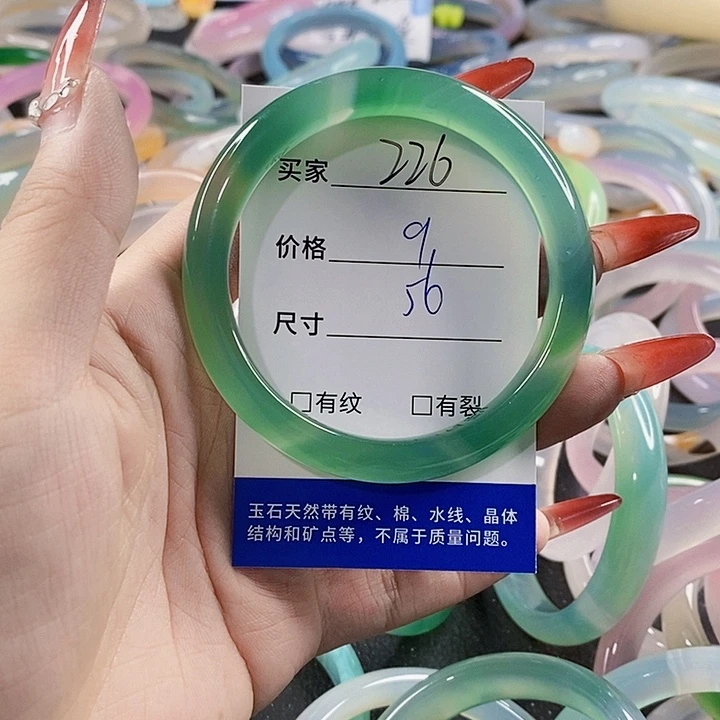 买家 226
价格 9,
尺寸 56
□有纹 □有裂
玉石天然带有纹、棉、水线、晶体
结构和矿点等，不属于质量问题。